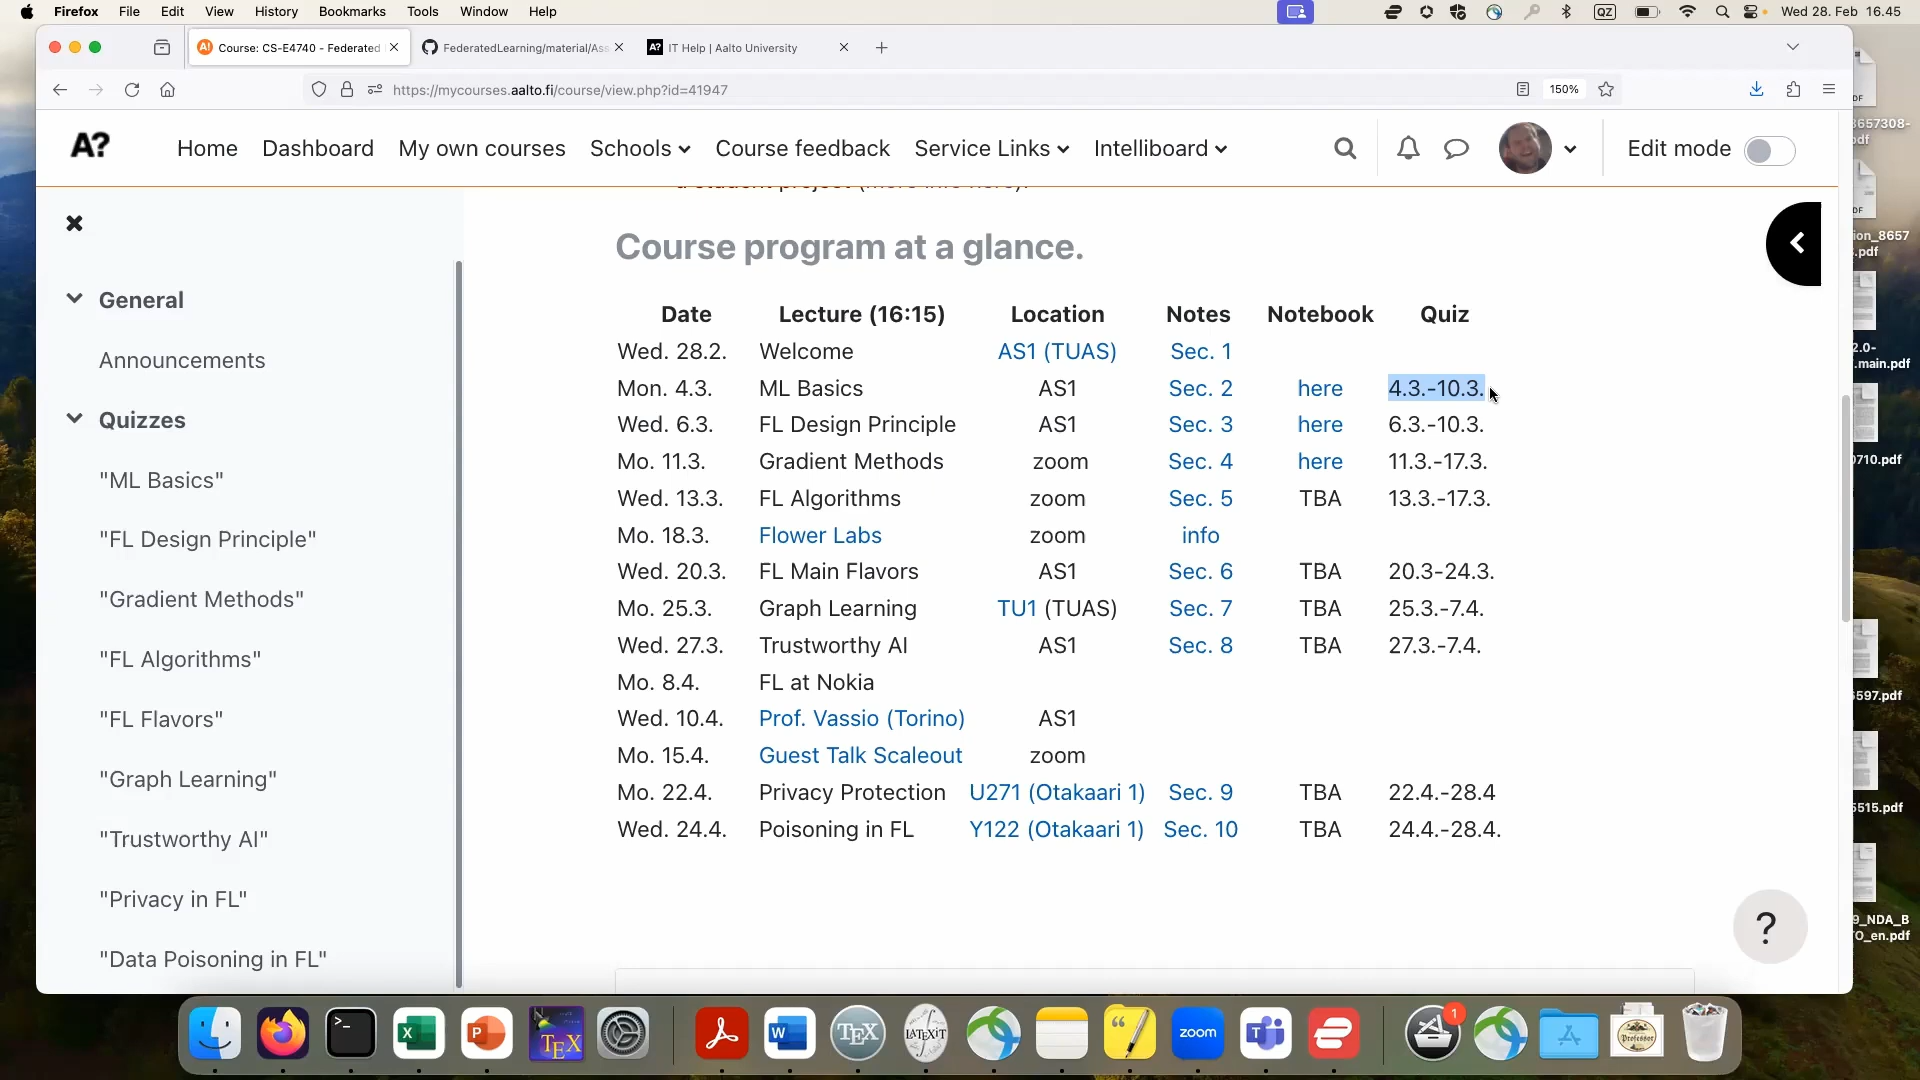 Firefox File Edit View History Bookmarks Tools Window Help QZ Wed 28. Feb 16.45
Course: CS-E4740 - Federated FederatedLearning/material/Ass A? IT Help | Aalto University
https://mycourses.aalto.fi/course/view.php?id=41947 150%
A? Home Dashboard My own courses Schools Course feedback Service Links Intelliboard Edit mode
General
Announcements
Quizzes
"ML Basics"
"FL Design Principle"
"Gradient Methods"
"FL Algorithms"
"FL Flavors"
"Graph Learning"
"Trustworthy AI"
"Privacy in FL"
"Data Poisoning in FL"
Course program at a glance.
Date Lecture (16:15) Location Notes Notebook Quiz
Wed. 28.2. Welcome AS1 (TUAS) Sec. 1
Mon. 4.3. ML Basics AS1 Sec. 2 here 4.3.-10.3.
Wed. 6.3. FL Design Principle AS1 Sec. 3 here 6.3.-10.3.
Mo. 11.3. Gradient Methods zoom Sec. 4 here 11.3.-17.3.
Wed. 13.3. FL Algorithms zoom Sec. 5 TBA 13.3.-17.3.
Mo. 18.3. Flower Labs zoom info
Wed. 20.3. FL Main Flavors AS1 Sec. 6 TBA 20.3-24.3.
Mo. 25.3. Graph Learning TU1 (TUAS) Sec. 7 TBA 25.3.-7.4.
Wed. 27.3. Trustworthy AI AS1 Sec. 8 TBA 27.3.-7.4.
Mo. 8.4. FL at Nokia
Wed. 10.4. Prof. Vassio (Torino) AS1
Mo. 15.4. Guest Talk Scaleout zoom
Mo. 22.4. Privacy Protection U271 (Otakaari 1) Sec. 9 TBA 22.4.-28.4
Wed. 24.4. Poisoning in FL Y122 (Otakaari 1) Sec. 10 TBA 24.4.-28.4.
?
zoom
1